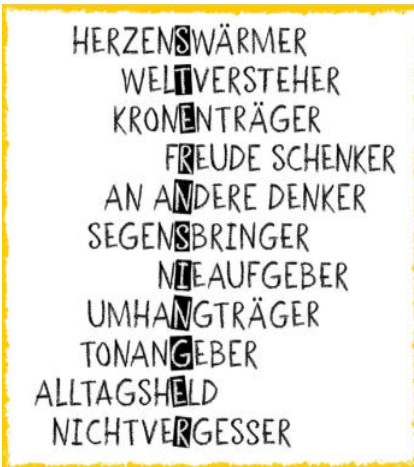 HERZENSWÄRMER
WELTVERSTEHER
KRONENTRÄGER
FREUDE SCHENKER
AN ANDERE DENKER
SEGENSBRINGER
NIEAUFGEBER
UMHANGTRÄGER
TONANGEBER
ALLTAGSHELD
NICHTVERGESSER